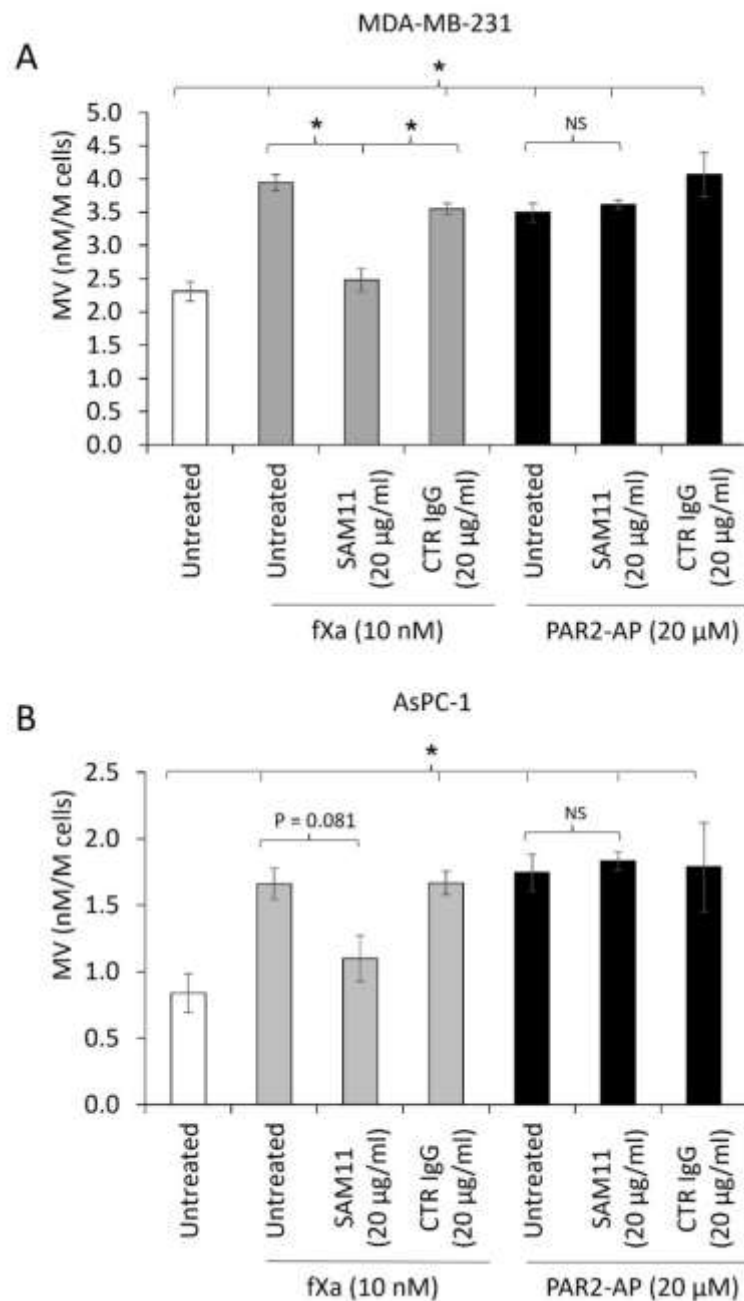 MDA-MB-231
A
*
* *
NS
MV (nM/M cells)
5.0
4.5
4.0
3.5
3.0
2.5
2.0
1.5
1.0
0.5
0.0
Untreated
Untreated
SAM11
(20 µg/ml)
CTR IgG
(20 µg/ml)
Untreated
SAM11
(20 µg/ml)
CTR IgG
(20 µg/ml)
fXa (10 nM)
PAR2-AP (20 µM)
B
AsPC-1
*
P = 0.081
NS
MV (nM/M cells)
2.5
2.0
1.5
1.0
0.5
0.0
Untreated
Untreated
SAM11
(20 µg/ml)
CTR IgG
(20 µg/ml)
Untreated
SAM11
(20 µg/ml)
CTR IgG
(20 µg/ml)
fXa (10 nM)
PAR2-AP (20 µM)